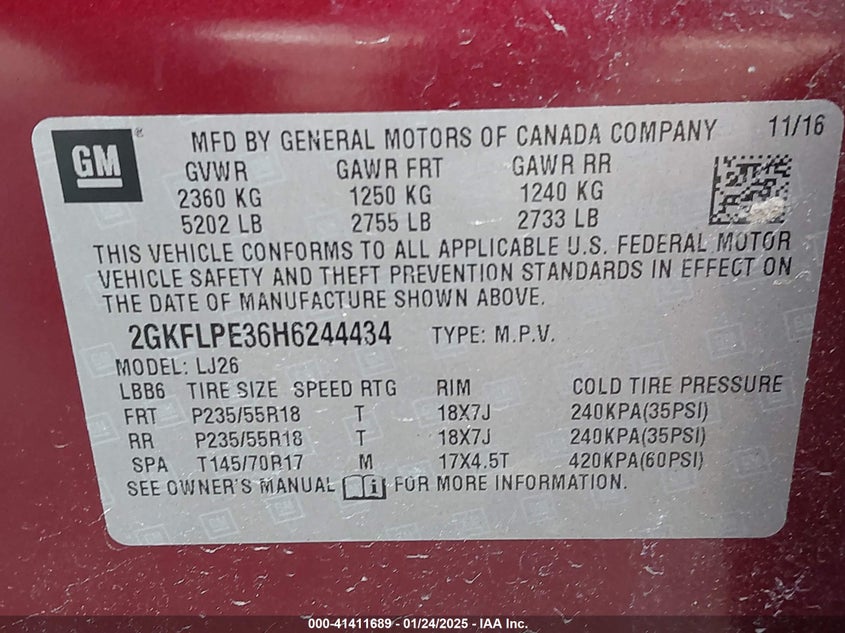 GM
®
MFD BY GENERAL MOTORS OF CANADA COMPANY 11/16
GVWR GAWR FRT GAWR RR
2360 KG 1250 KG 1240 KG
5202 LB 2755 LB 2733 LB
THIS VEHICLE CONFORMS TO ALL APPLICABLE U.S. FEDERAL MOTOR
VEHICLE SAFETY AND THEFT PREVENTION STANDARDS IN EFFECT ON
THE DATE OF MANUFACTURE SHOWN ABOVE.
2GKFLPE36H6244434 TYPE: M.P.V.
MODEL: LJ26
LBB6 TIRE SIZE SPEED RTG RIM COLD TIRE PRESSURE
FRT P235/55R18 T 18X7J 240KPA(35PSI)
RR P235/55R18 T 18X7J 240KPA(35PSI)
SPA T145/70R17 M 17X4.5T 420KPA(60PSI)
SEE OWNER'S MANUAL i FOR MORE INFORMATION.
000-41411689 - 01/24/2025 - IAA Inc.